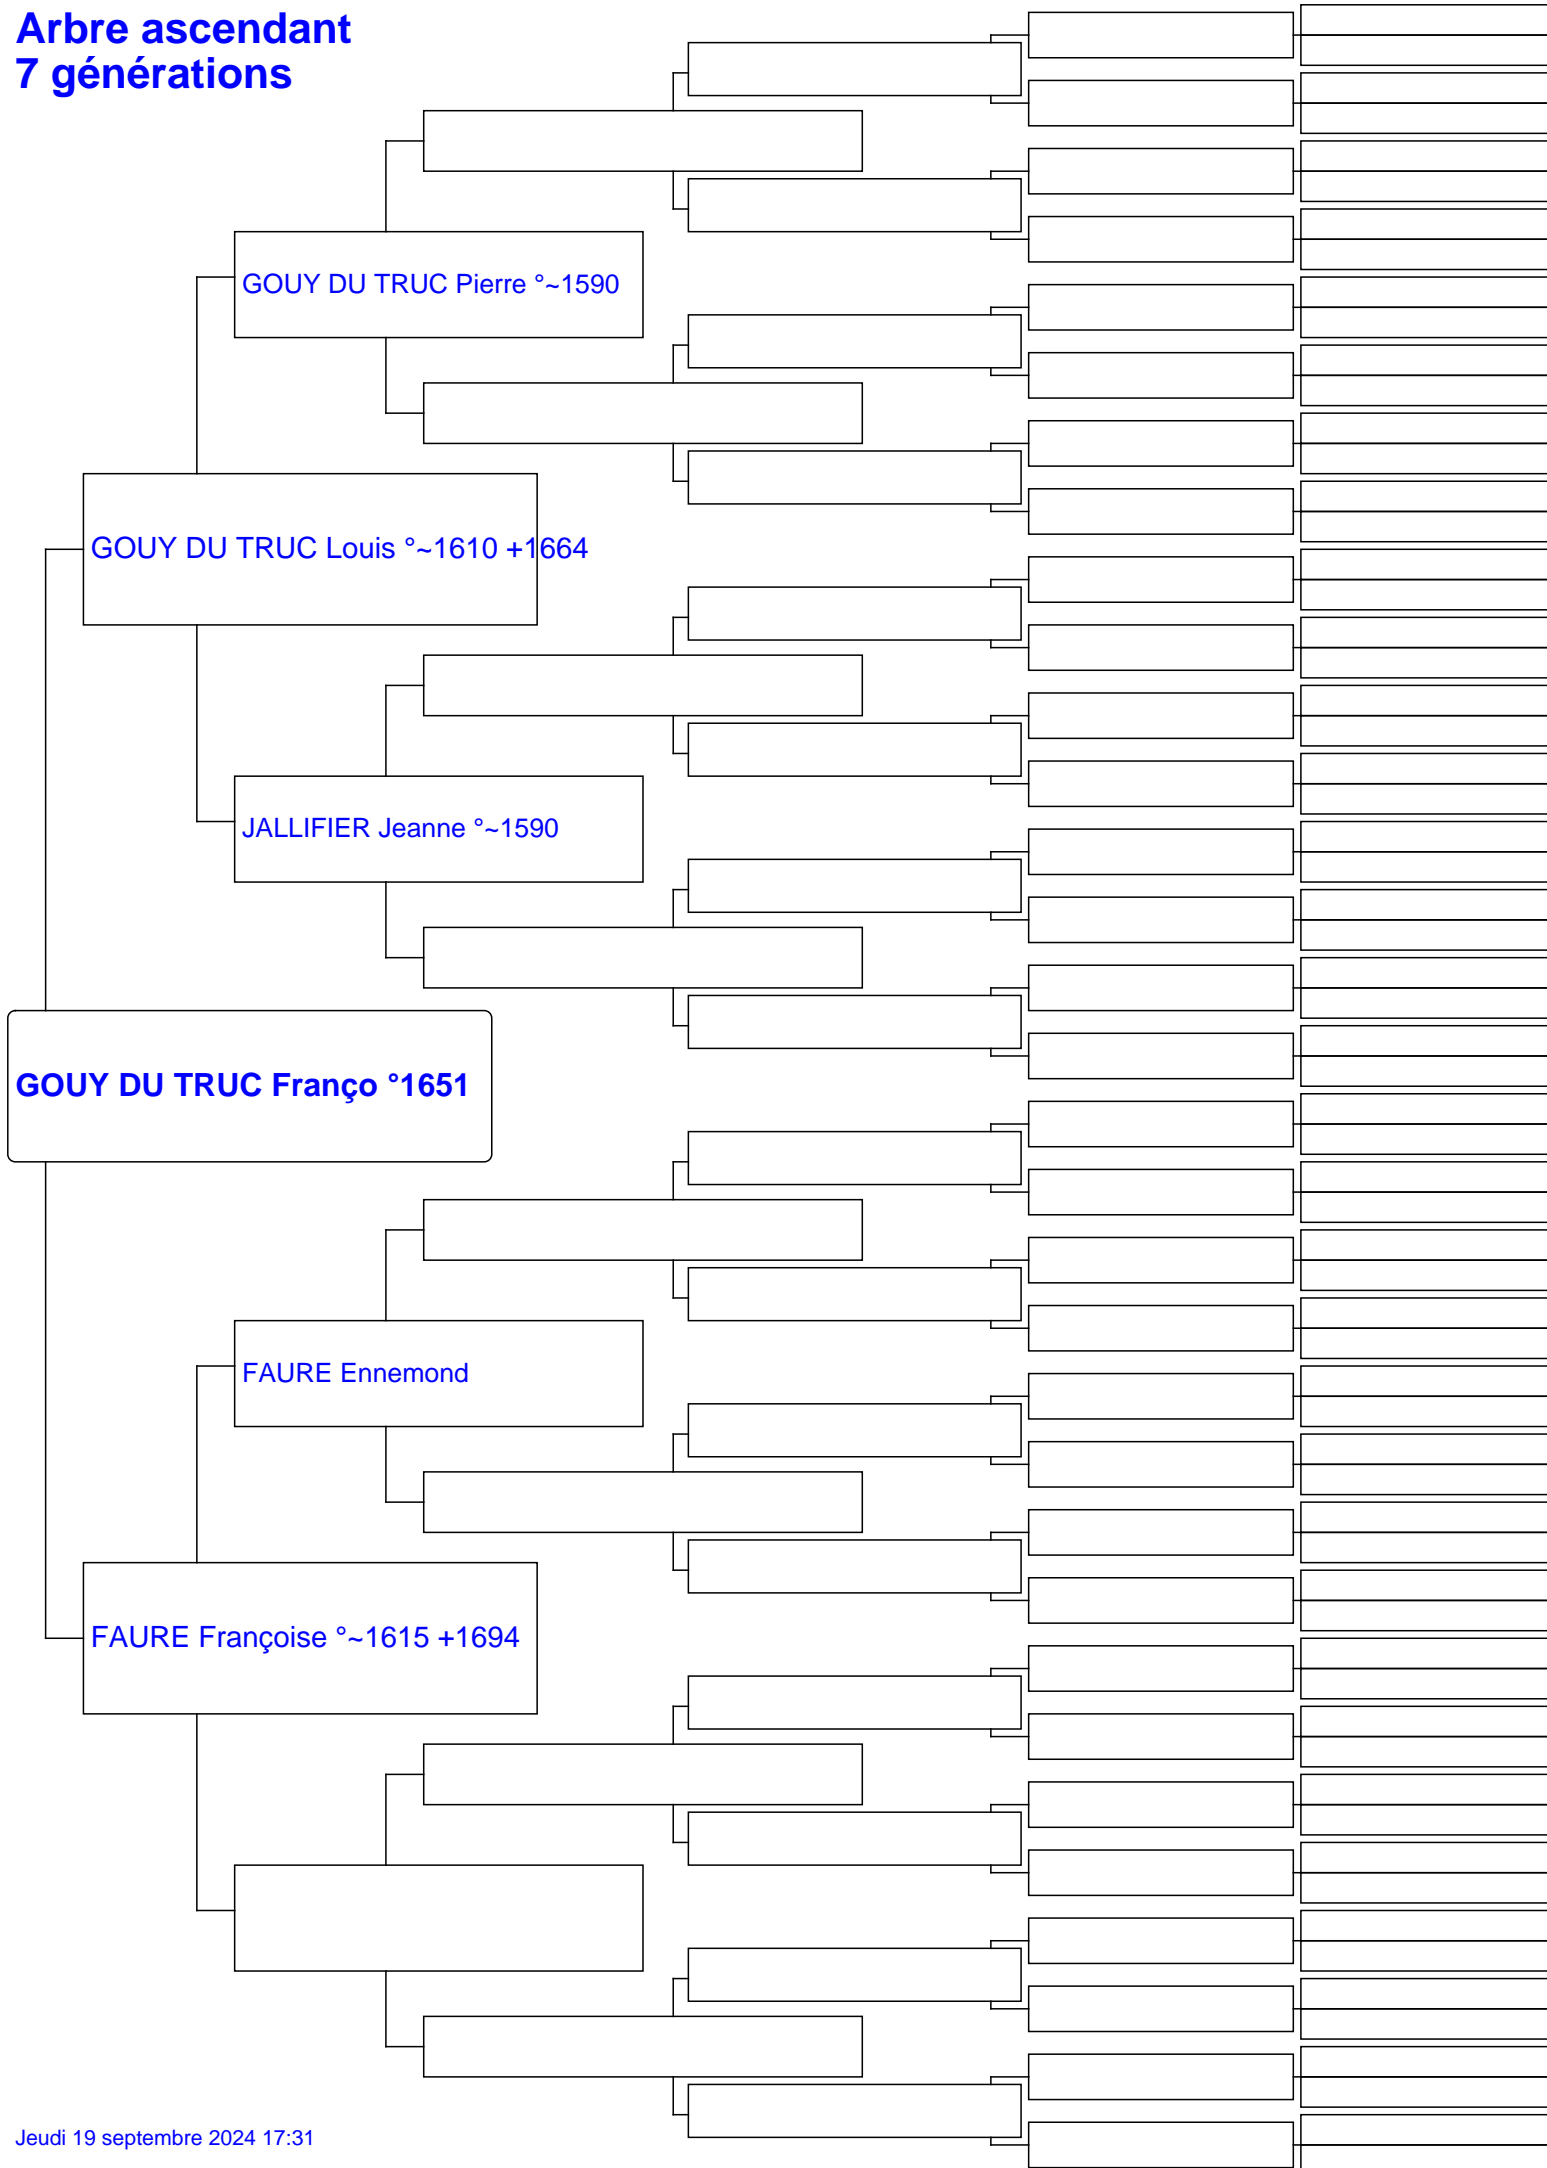 Arbre ascendant
7 générations
GOUY DU TRUC Pierre °~1590
GOUY DU TRUC Louis °~1610 +1664
JALLIFIER Jeanne °~1590
GOUY DU TRUC Franço °1651
FAURE Ennemond
FAURE Françoise °~1615 +1694
Jeudi 19 septembre 2024 17:31